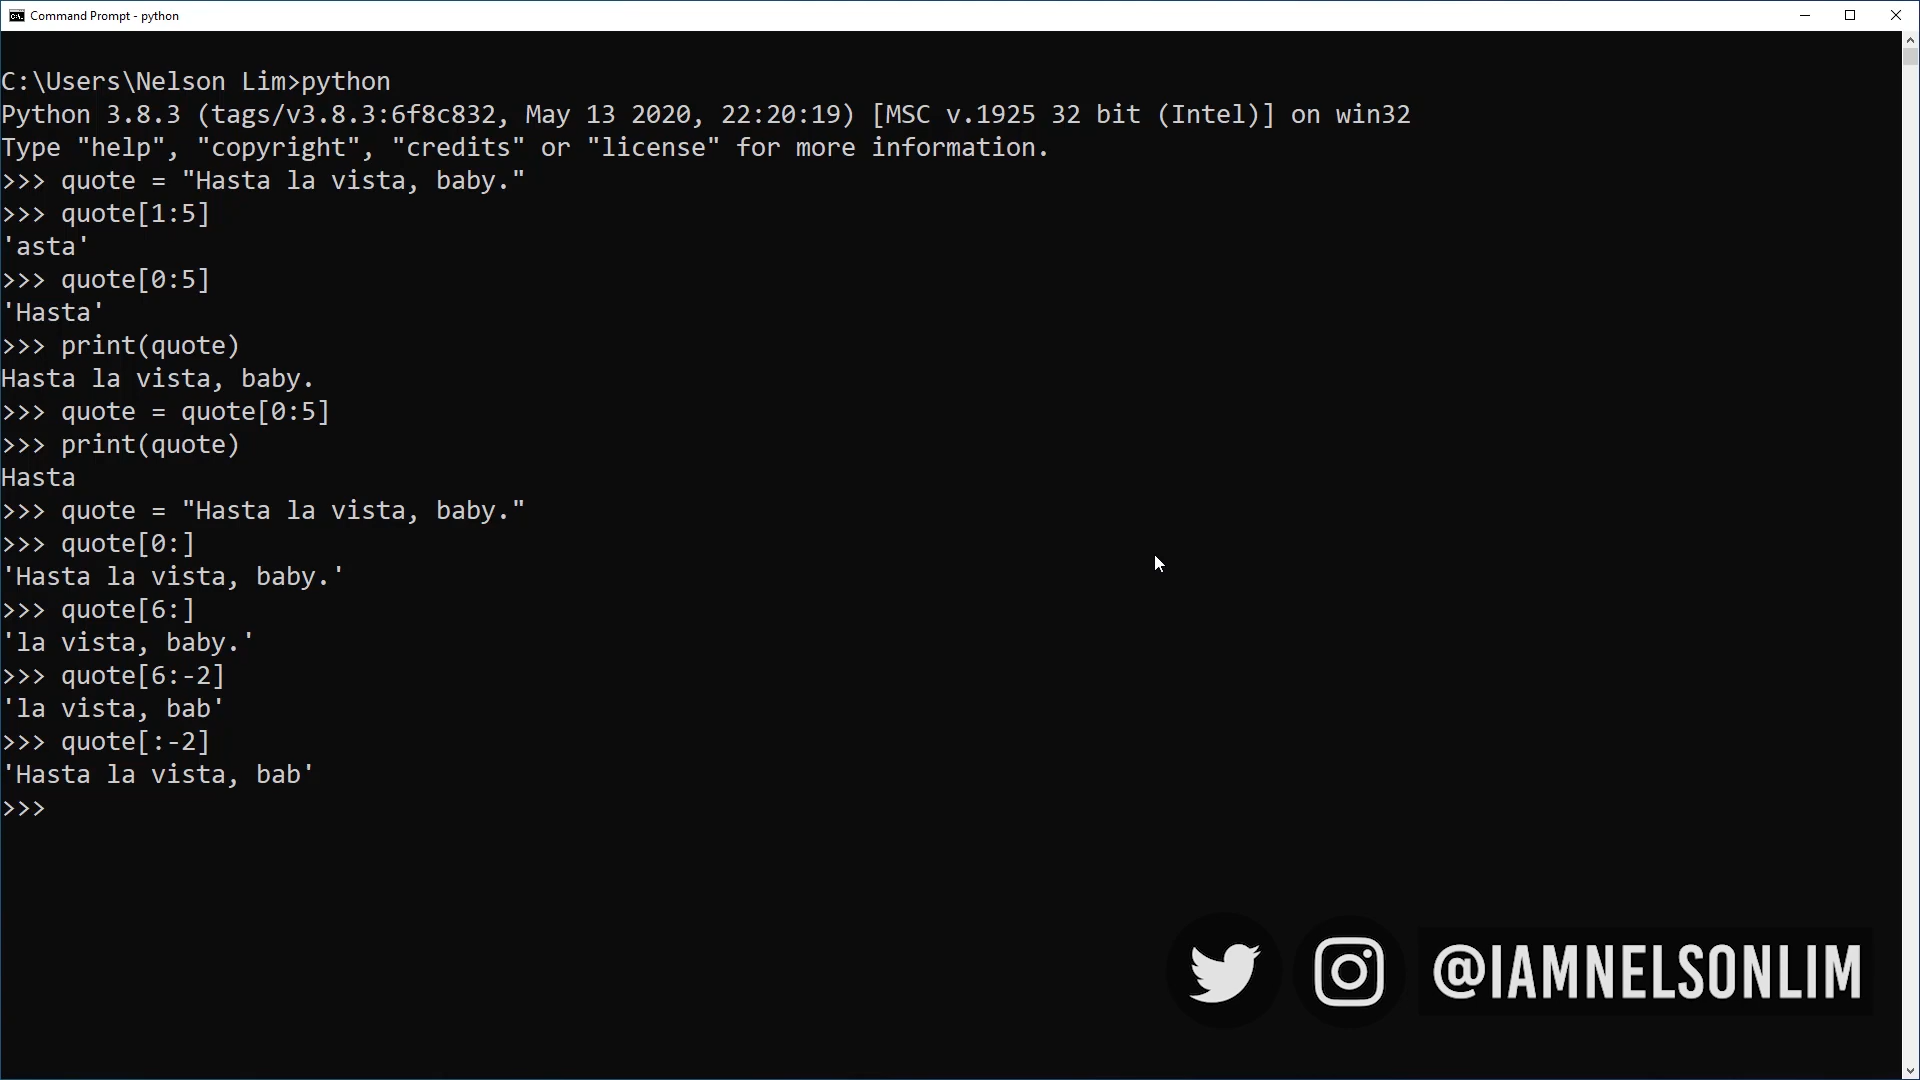 Command Prompt - python
C:\Users\Nelson Lim>python
Python 3.8.3 (tags/v3.8.3:6f8c832, May 13 2020, 22:20:19) [MSC v.1925 32 bit (Intel)] on win32
Type "help", "copyright", "credits" or "license" for more information.
>>> quote = "Hasta la vista, baby."
>>> quote[1:5]
'asta'
>>> quote[0:5]
'Hasta'
>>> print(quote)
Hasta la vista, baby.
>>> quote = quote[0:5]
>>> print(quote)
Hasta
>>> quote = "Hasta la vista, baby."
>>> quote[0:]
'Hasta la vista, baby.'
>>> quote[6:]
'la vista, baby.'
>>> quote[6:-2]
'la vista, bab'
>>> quote[:-2]
'Hasta la vista, bab'
>>>
@IAMNELSONLIM